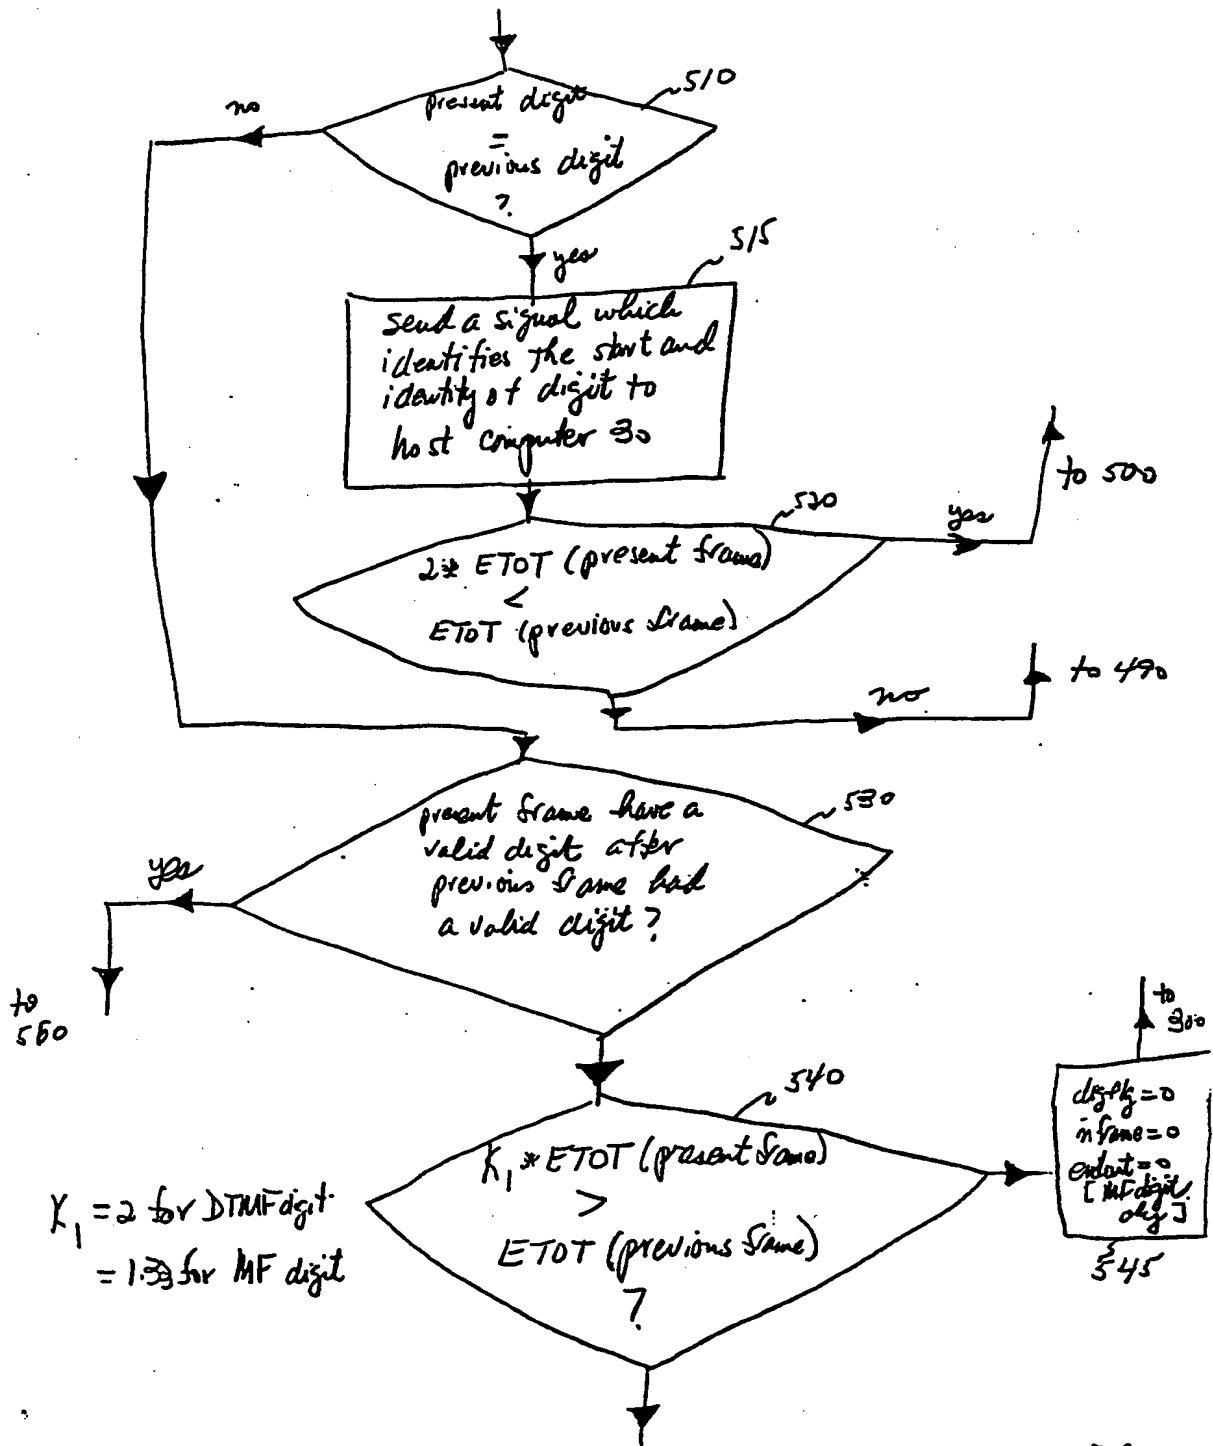 510
no
present digit
=
previous digit
?
yes
515
Send a signal which
identifies the start and
identity of digit to
host computer 30
to 500
520
yes
2* ETOT (present frame)
<
ETOT (previous frame)
to 490
no
530
present frame have a
valid digit after
previous frame had
a valid digit?
yes
to
560
to
300
540
digflg=0
inframe=0
=0
[MF digit
only]
545
K1 * ETOT (present frame)
>
ETOT (previous frame)
?
K1 = 2 for DTMF digit
= 1.33 for MF digit